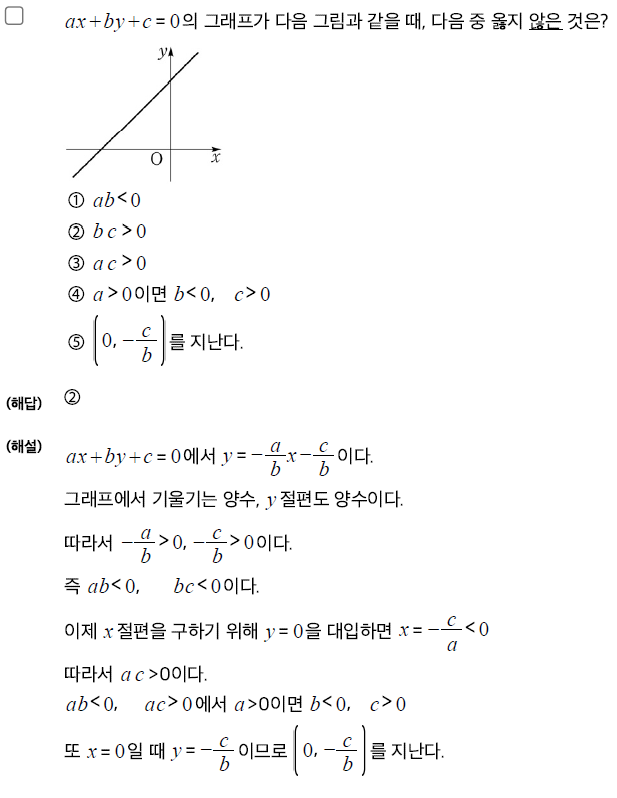 ax+by+c=0의 그래프가 다음 그림과 같을 때, 다음 중 옳지 않은 것은?
y
O
x
① ab<0
② bc>0
③ ac>0
④ a>0이면 b<0, c>0
⑤ (0, -c/b)를 지난다.
(해답) ②
(해설) ax+by+c=0에서 y=-a/b x-c/b이다.
그래프에서 기울기는 양수, y절편도 양수이다.
따라서 -a/b>0, -c/b>0이다.
즉 ab<0, bc<0이다.
이제 x절편을 구하기 위해 y=0을 대입하면 x=-c/a<0
따라서 ac>0이다.
ab<0, ac>0에서 a>0이면 b<0, c>0
또 x=0일 때 y=-c/b이므로 (0, -c/b)를 지난다.